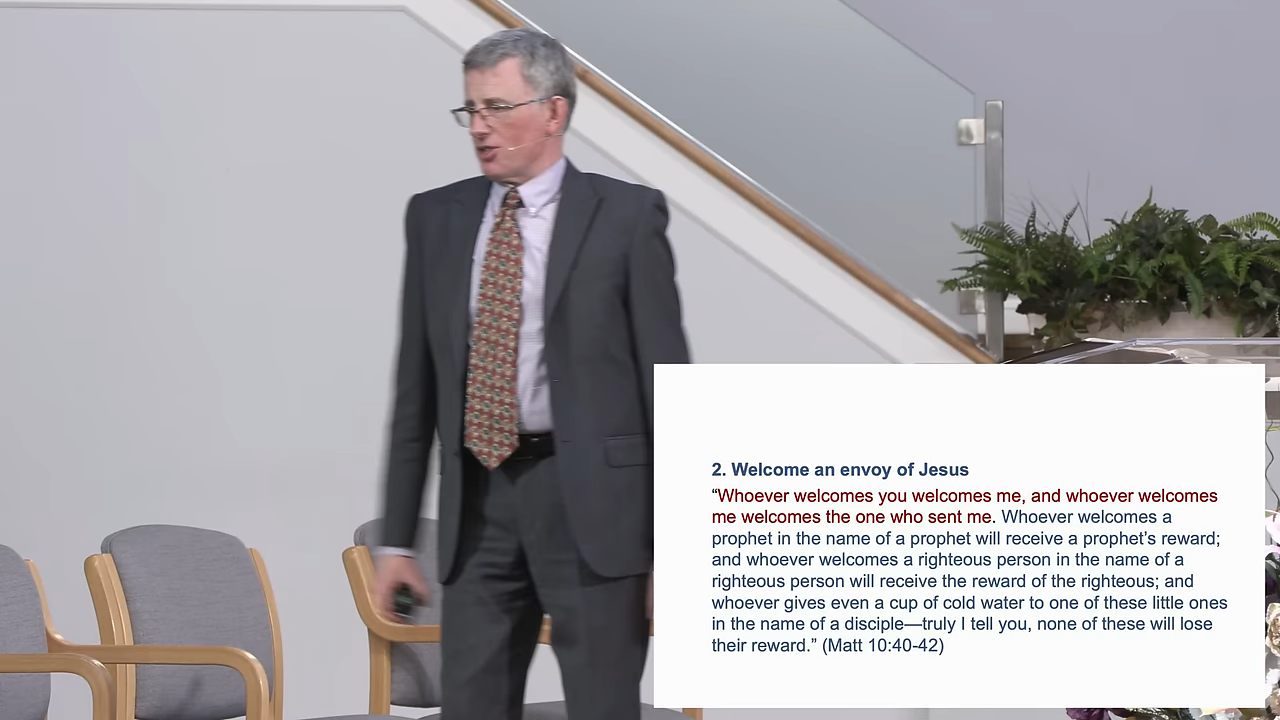 2. Welcome an envoy of Jesus
“Whoever welcomes you welcomes me, and whoever welcomes
me welcomes the one who sent me. Whoever welcomes a
prophet in the name of a prophet will receive a prophet’s reward;
and whoever welcomes a righteous person in the name of a
righteous person will receive the reward of the righteous; and
whoever gives even a cup of cold water to one of these little ones
in the name of a disciple—truly I tell you, none of these will lose
their reward.” (Matt 10:40-42)